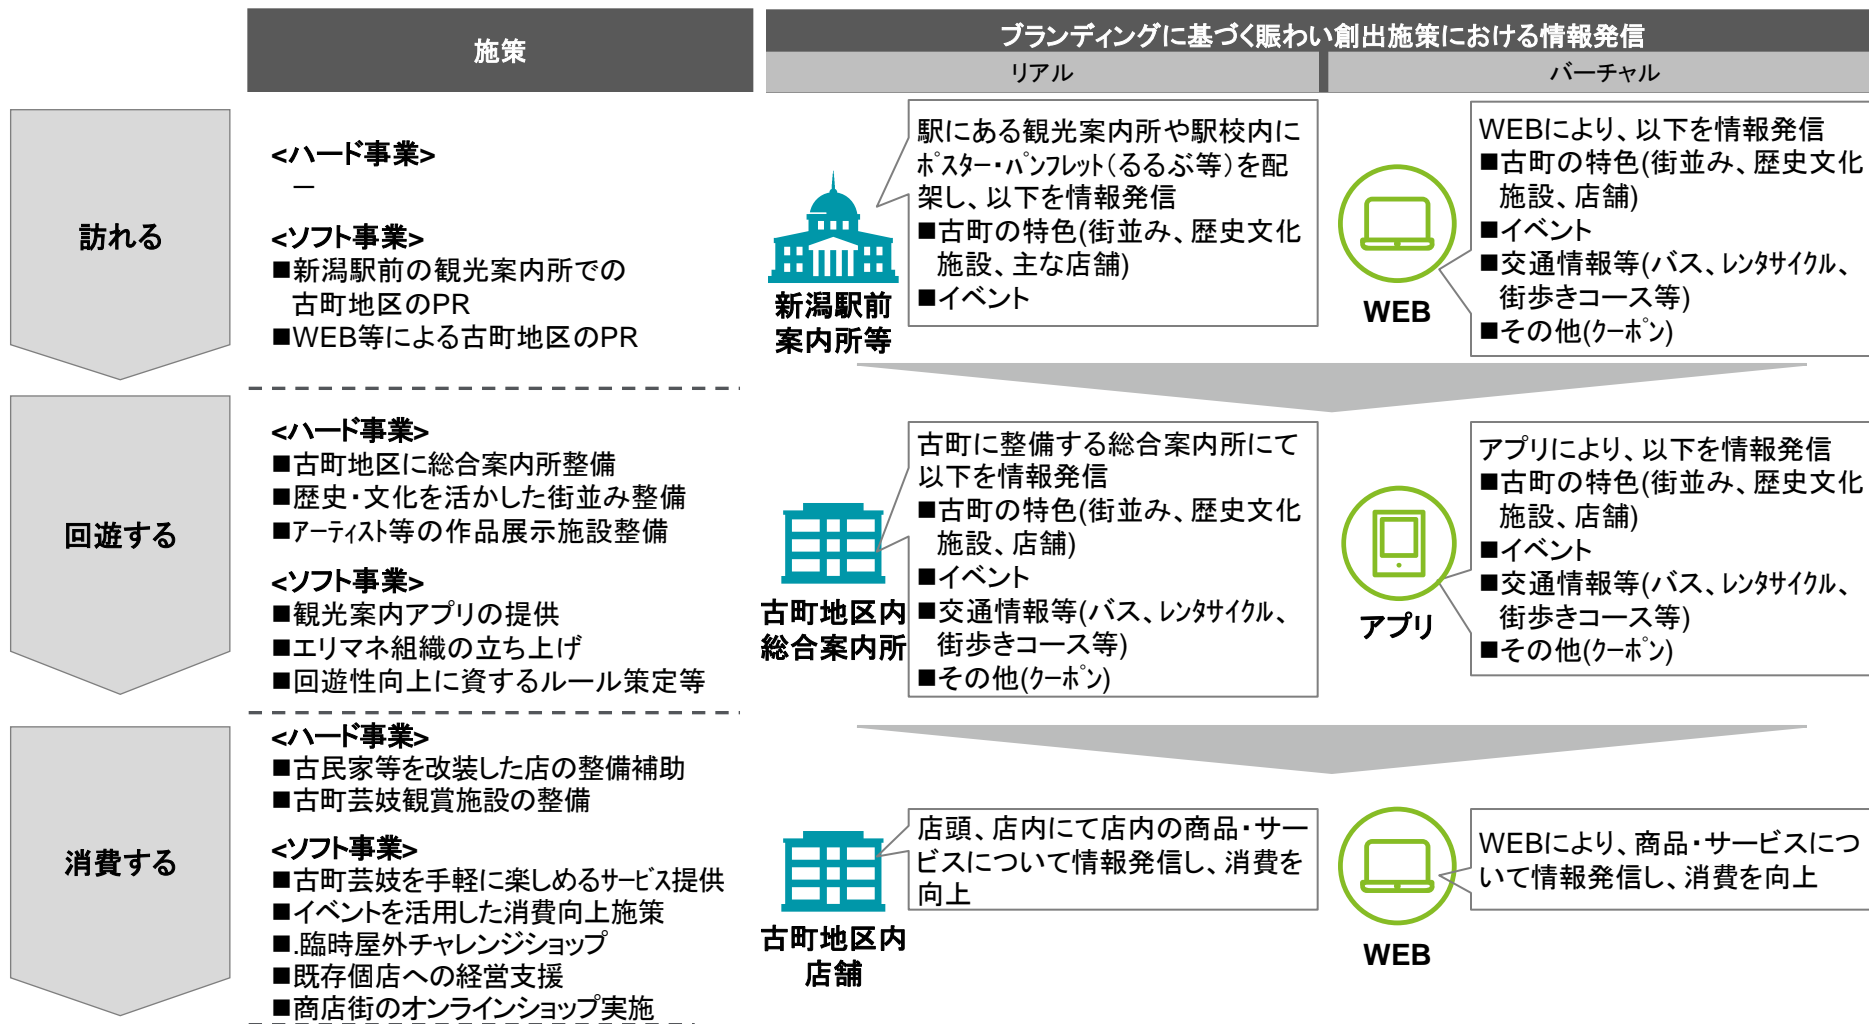 施策
ブランディングに基づく賑わい創出施策における情報発信
リアル
バーチャル
訪れる
<ハード事業>
―
<ソフト事業>
■新潟駅前の観光案内所での
古町地区のPR
■WEB等による古町地区のPR
新潟駅前
案内所等
駅にある観光案内所や駅校内に
ﾎﾟｽﾀｰ・ﾊﾟﾝﾌﾚｯﾄ(るるぶ等)を配
架し、以下を情報発信
■古町の特色(街並み、歴史文化
施設、主な店舗)
■イベント
WEB
WEBにより、以下を情報発信
■古町の特色(街並み、歴史文化
施設、店舗)
■イベント
■交通情報等(バス、ﾚﾝﾀｻｲｸﾙ、
街歩きコース等)
■その他(ｸｰﾎﾟﾝ)
回遊する
<ハード事業>
■古町地区に総合案内所整備
■歴史・文化を活かした街並み整備
■ｱｰﾃｨｽﾄ等の作品展示施設整備
<ソフト事業>
■観光案内アプリの提供
■エリマネ組織の立ち上げ
■回遊性向上に資するルール策定等
古町地区内
総合案内所
古町に整備する総合案内所にて
以下を情報発信
■古町の特色(街並み、歴史文化
施設、店舗)
■イベント
■交通情報等(バス、ﾚﾝﾀｻｲｸﾙ、
街歩きコース等)
■その他(ｸｰﾎﾟﾝ)
アプリ
アプリにより、以下を情報発信
■古町の特色(街並み、歴史文化
施設、店舗)
■イベント
■交通情報等(バス、ﾚﾝﾀｻｲｸﾙ、
街歩きコース等)
■その他(ｸｰﾎﾟﾝ)
消費する
<ハード事業>
■古民家等を改装した店の整備補助
■古町芸妓観賞施設の整備
<ソフト事業>
■古町芸妓を手軽に楽しめるｻｰﾋﾞｽ提供
■イベントを活用した消費向上施策
■.臨時屋外チャレンジショップ
■既存個店への経営支援
■商店街のオンラインショップ実施
古町地区内
店舗
店頭、店内にて店内の商品・サー
ビスについて情報発信し、消費を
向上
WEB
WEBにより、商品・サービスにつ
いて情報発信し、消費を向上